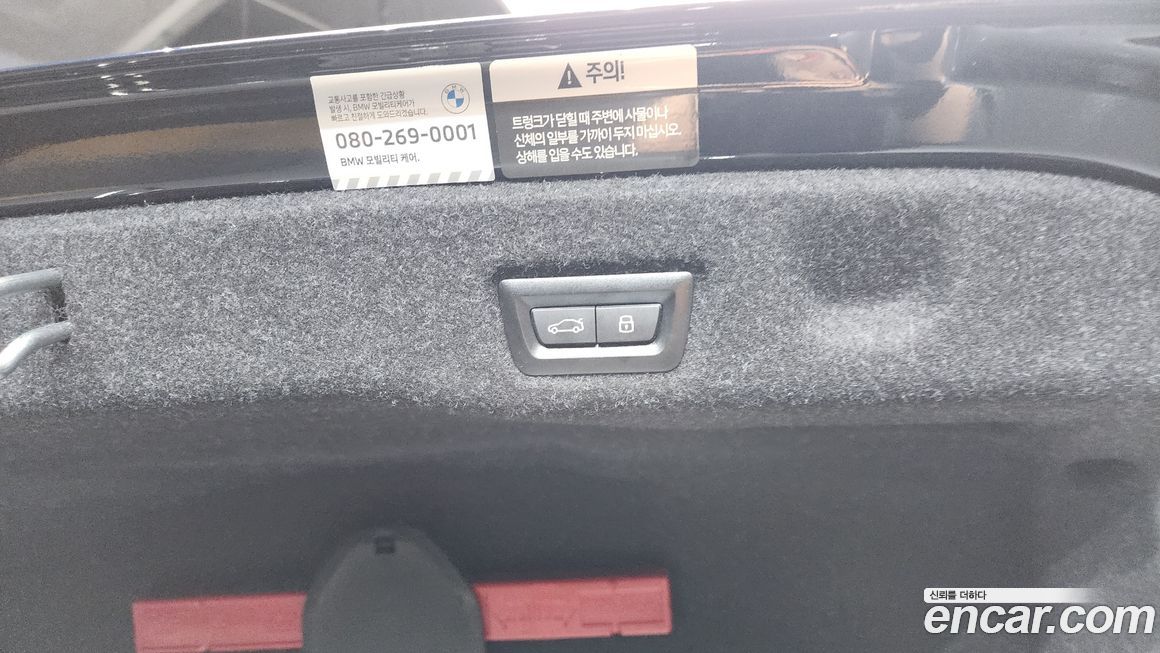 교통사고를 포함한 긴급상황
발생 시, BMW 모빌리티케어가
빠르고 친절하게 도와드리겠습니다.
080-269-0001
BMW 모빌리티 케어.
BMW
주의!
트렁크가 닫힐 때 주변에 사물이나
신체의 일부를 가까이 두지 마십시오.
상해를 입을 수도 있습니다.
신뢰를 더하다
encar.com